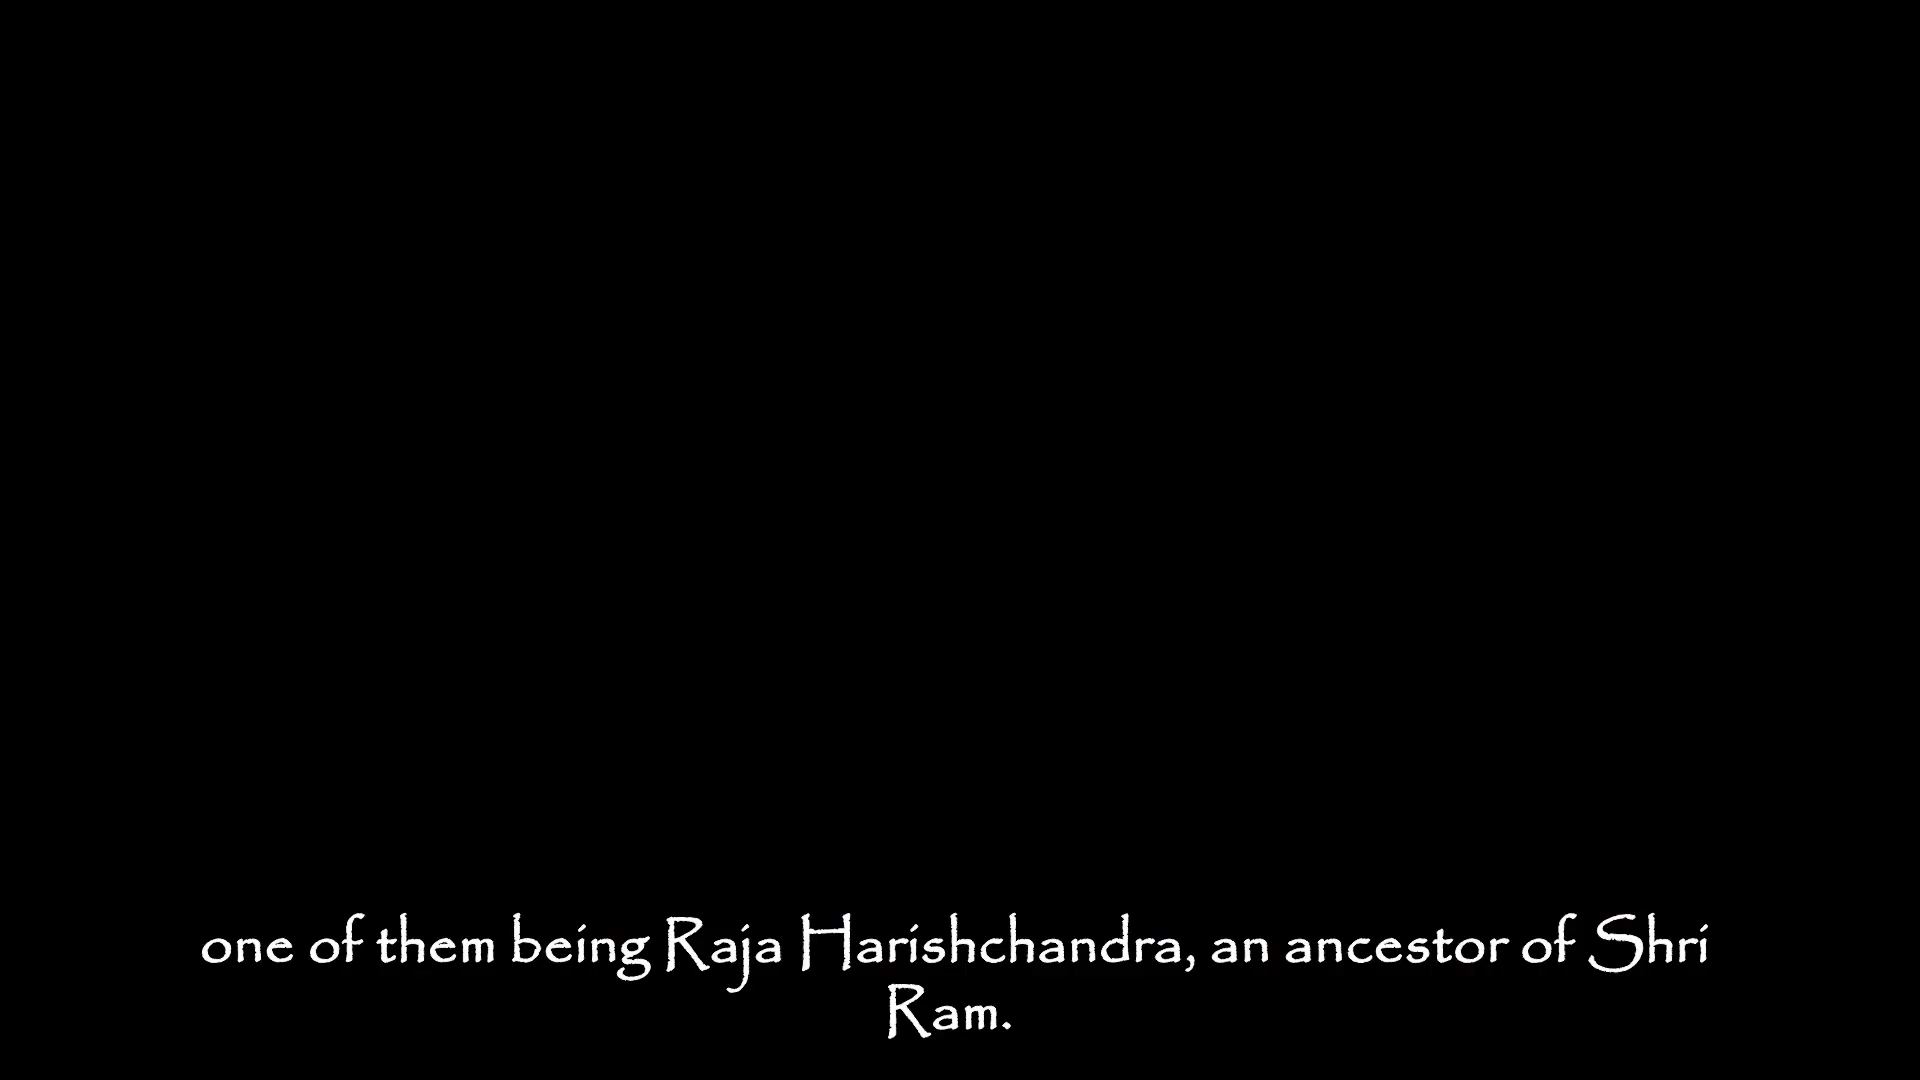 one of them being Raja Harishchandra, an ancestor of Shri
Ram.